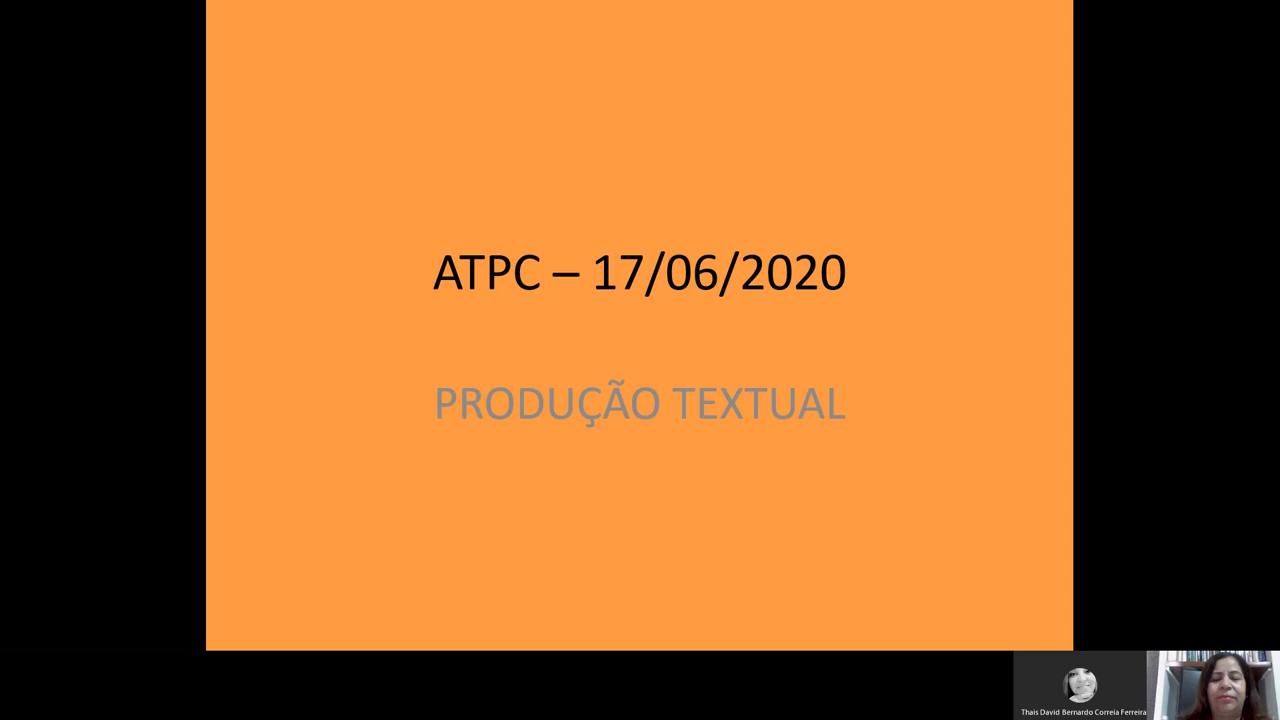 ATPC – 17/06/2020
PRODUÇÃO TEXTUAL
Thais David Bernardo Correia Ferreira